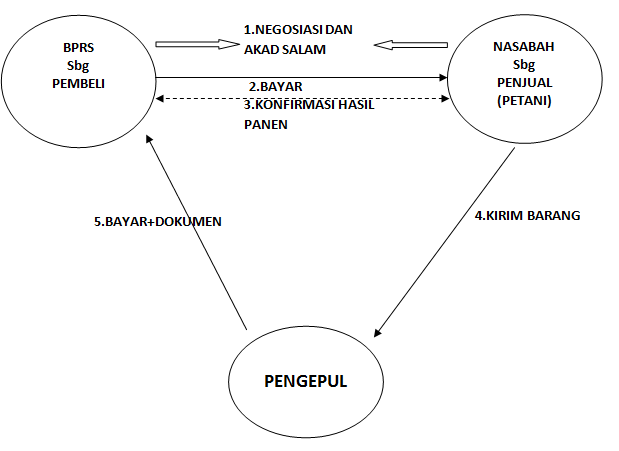 BPRS
Sbg
PEMBELI
1.NEGOSIASI DAN
AKAD SALAM
NASABAH
Sbg
PENJUAL
(PETANI)
2.BAYAR
3.KONFIRMASI HASIL
PANEN
4.KIRIM BARANG
5.BAYAR+DOKUMEN
PENGEPUL